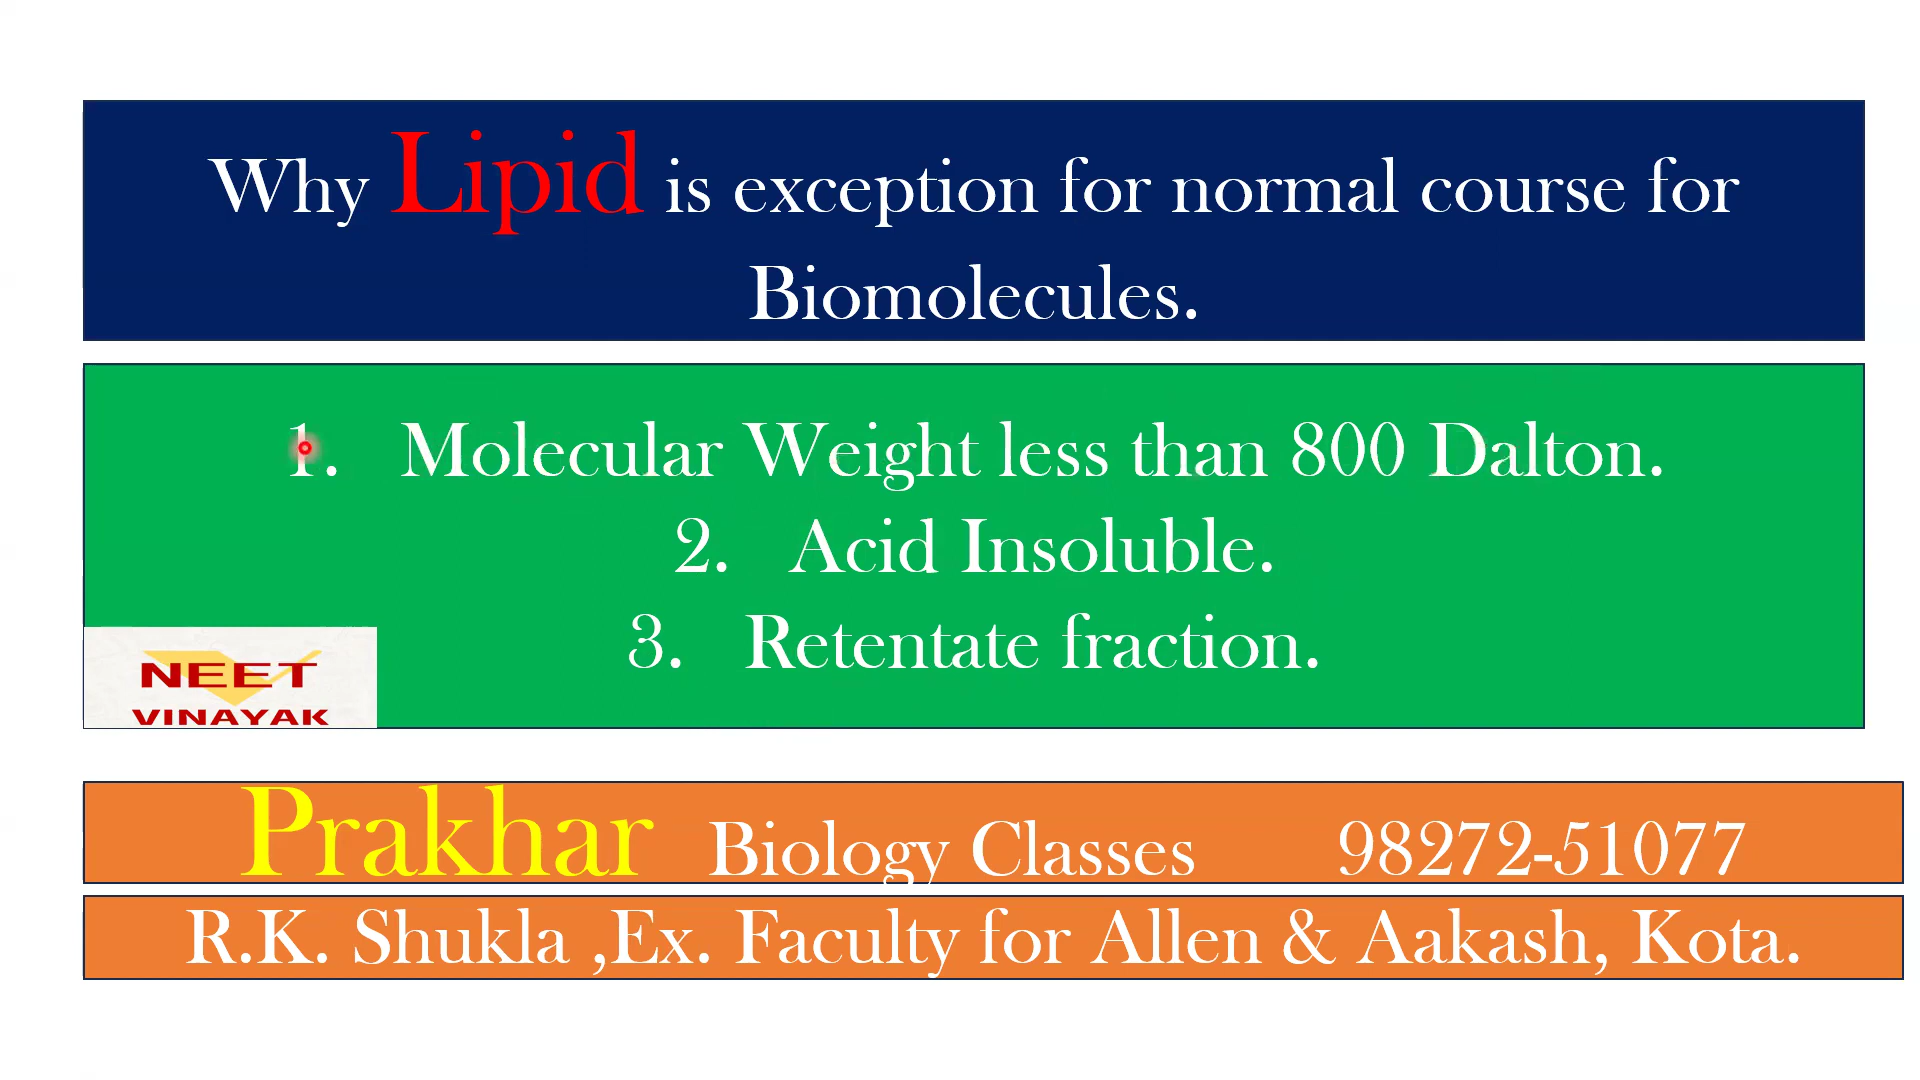 Why Lipid is exception for normal course for
Biomolecules.
1. Molecular Weight less than 800 Dalton.
2. Acid Insoluble.
3. Retentate fraction.
NEET
VINAYAK
Prakhar Biology Classes 98272-51077
R.K. Shukla ,Ex. Faculty for Allen & Aakash, Kota.